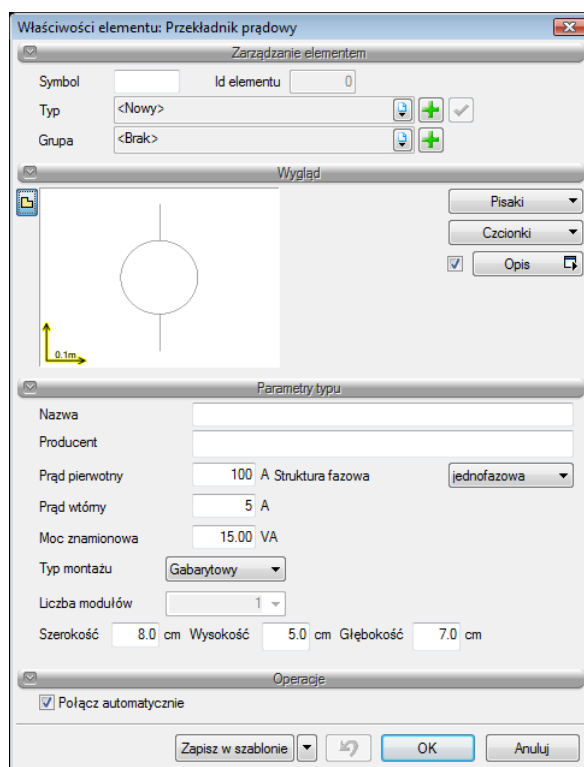 Właściwości elementu: Przekładnik prądowy
Zarządzanie elementem
Symbol Id elementu 0
Typ <Nowy>
Grupa <Brak>
Wygląd
Pisaki
Czcionki
Opis
0.1m
Parametry typu
Nazwa
Producent
Prąd pierwotny 100 A Struktura fazowa jednofazowa
Prąd wtórny 5 A
Moc znamionowa 15.00 VA
Typ montażu Gabarytowy
Liczba modułów 1
Szerokość 8.0 cm Wysokość 5.0 cm Głębokość 7.0 cm
Operacje
Połącz automatycznie
Zapisz w szablonie OK Anuluj